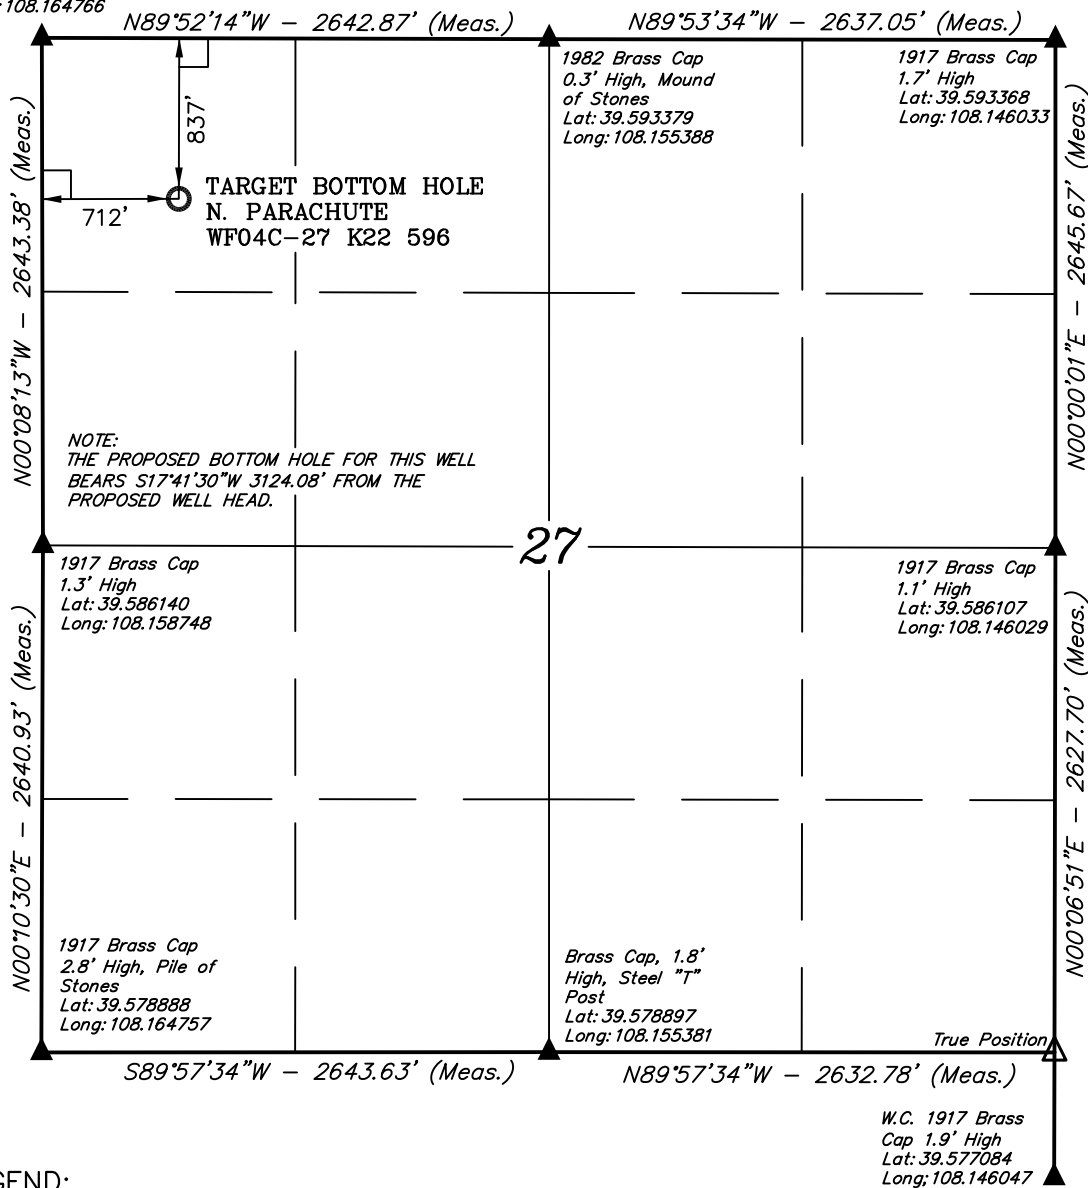 :108.164766
N89°52'14"W - 2642.87' (Meas.)
N89°53'34"W - 2637.05' (Meas.)
1982 Brass Cap
0.3' High, Mound
of Stones
Lat: 39.593379
Long: 108.155388
1917 Brass Cap
1.7' High
Lat: 39.593368
Long: 108.146033
N00°08'13"W - 2643.38' (Meas.)
837'
712'
TARGET BOTTOM HOLE
N. PARACHUTE
WF04C-27 K22 596
N00°00'01"E - 2645.67' (Meas.)
NOTE:
THE PROPOSED BOTTOM HOLE FOR THIS WELL
BEARS S17°41'30"W 3124.08' FROM THE
PROPOSED WELL HEAD.
27
1917 Brass Cap
1.3' High
Lat: 39.586140
Long: 108.158748
1917 Brass Cap
1.1' High
Lat: 39.586107
Long: 108.146029
N00°10'30"E - 2640.93' (Meas.)
N00°06'51"E - 2627.70' (Meas.)
1917 Brass Cap
2.8' High, Pile of
Stones
Lat: 39.578888
Long: 108.164757
Brass Cap, 1.8'
High, Steel "T"
Post
Lat: 39.578897
Long: 108.155381
True Position
S89°57'34"W - 2643.63' (Meas.)
N89°57'34"W - 2632.78' (Meas.)
W.C. 1917 Brass
Cap 1.9' High
Lat: 39.577084
Long; 108.146047
GEND: